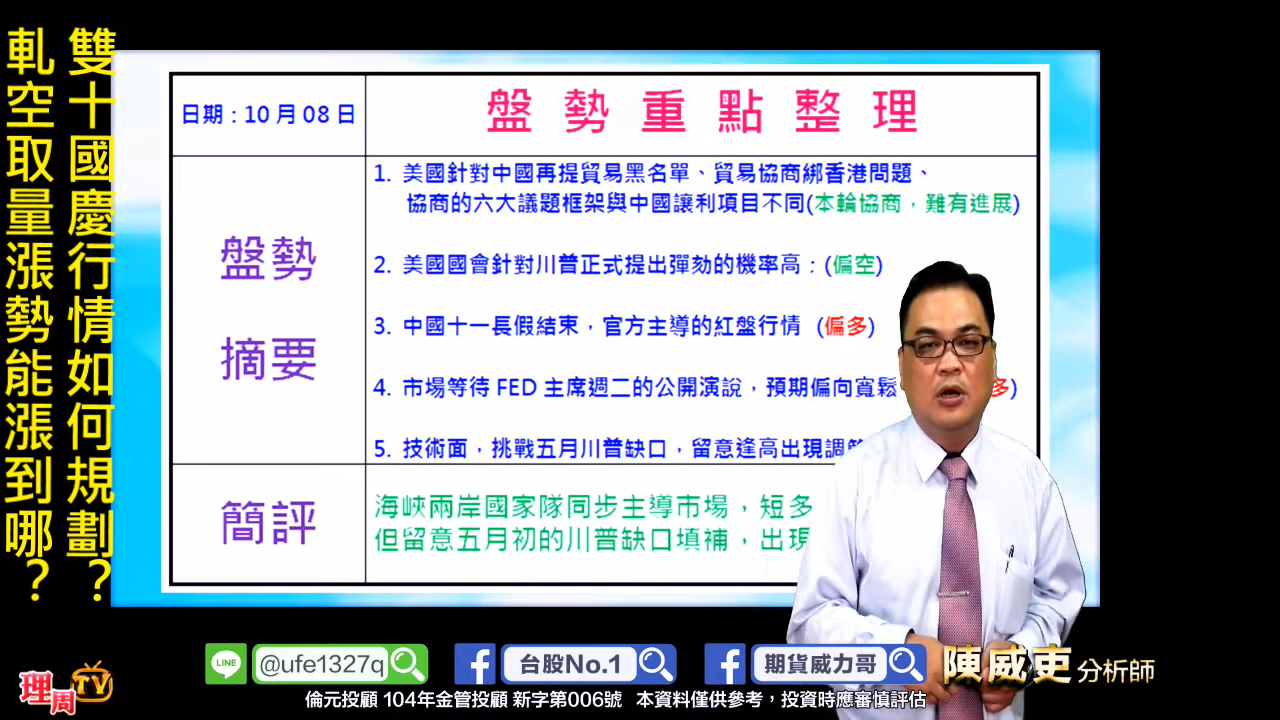 雙十國慶行情如何規劃？
軋空取量漲勢能漲到哪？
日期：10月08日
盤勢重點整理
盤勢
摘要
1. 美國針對中國再提貿易黑名單、貿易協商綁香港問題、
協商的六大議題框架與中國讓利項目不同(本輪協商，難有進展)
2. 美國國會針對川普正式提出彈劾的機率高；(偏空)
3. 中國十一長假結束，官方主導的紅盤行情 (偏多)
4. 市場等待 FED 主席週二的公開演說，預期偏向寬鬆 多)
5. 技術面，挑戰五月川普缺口，留意逢高出現調節
簡評
海峽兩岸國家隊同步主導市場，短多
但留意五月初的川普缺口填補，出現
LINE
@ufe1327q
台股No.1
期貨威力哥
陳威吏 分析師
理周TV
倫元投顧 104年金管投顧 新字第006號 本資料僅供參考，投資時應審慎評估